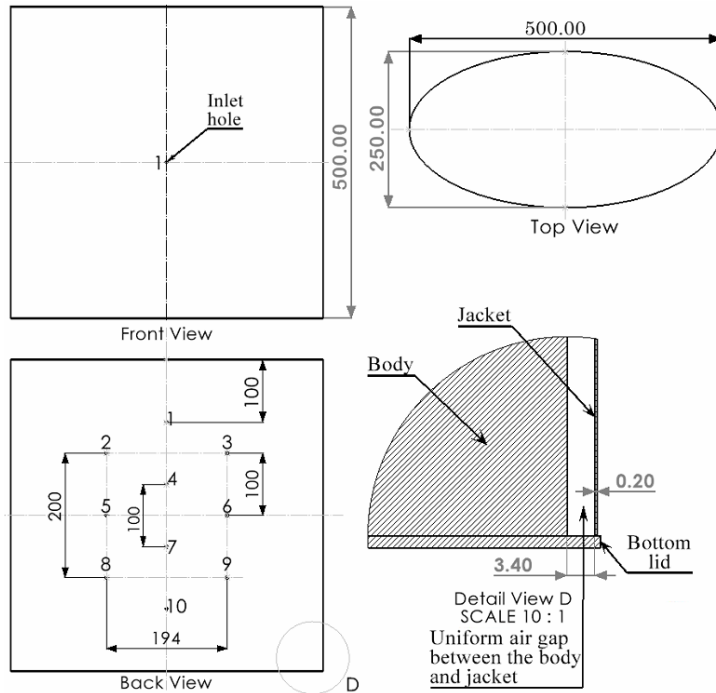 Inlet
hole
1
500.00
Front View
500.00
250.00
Top View
100
1
2
3
4
200
100
100
5
6
7
8
9
10
194
Back View
D
Jacket
Body
0.20
3.40
Bottom
lid
Detail View D
SCALE 10 : 1
Uniform air gap
between the body
and jacket